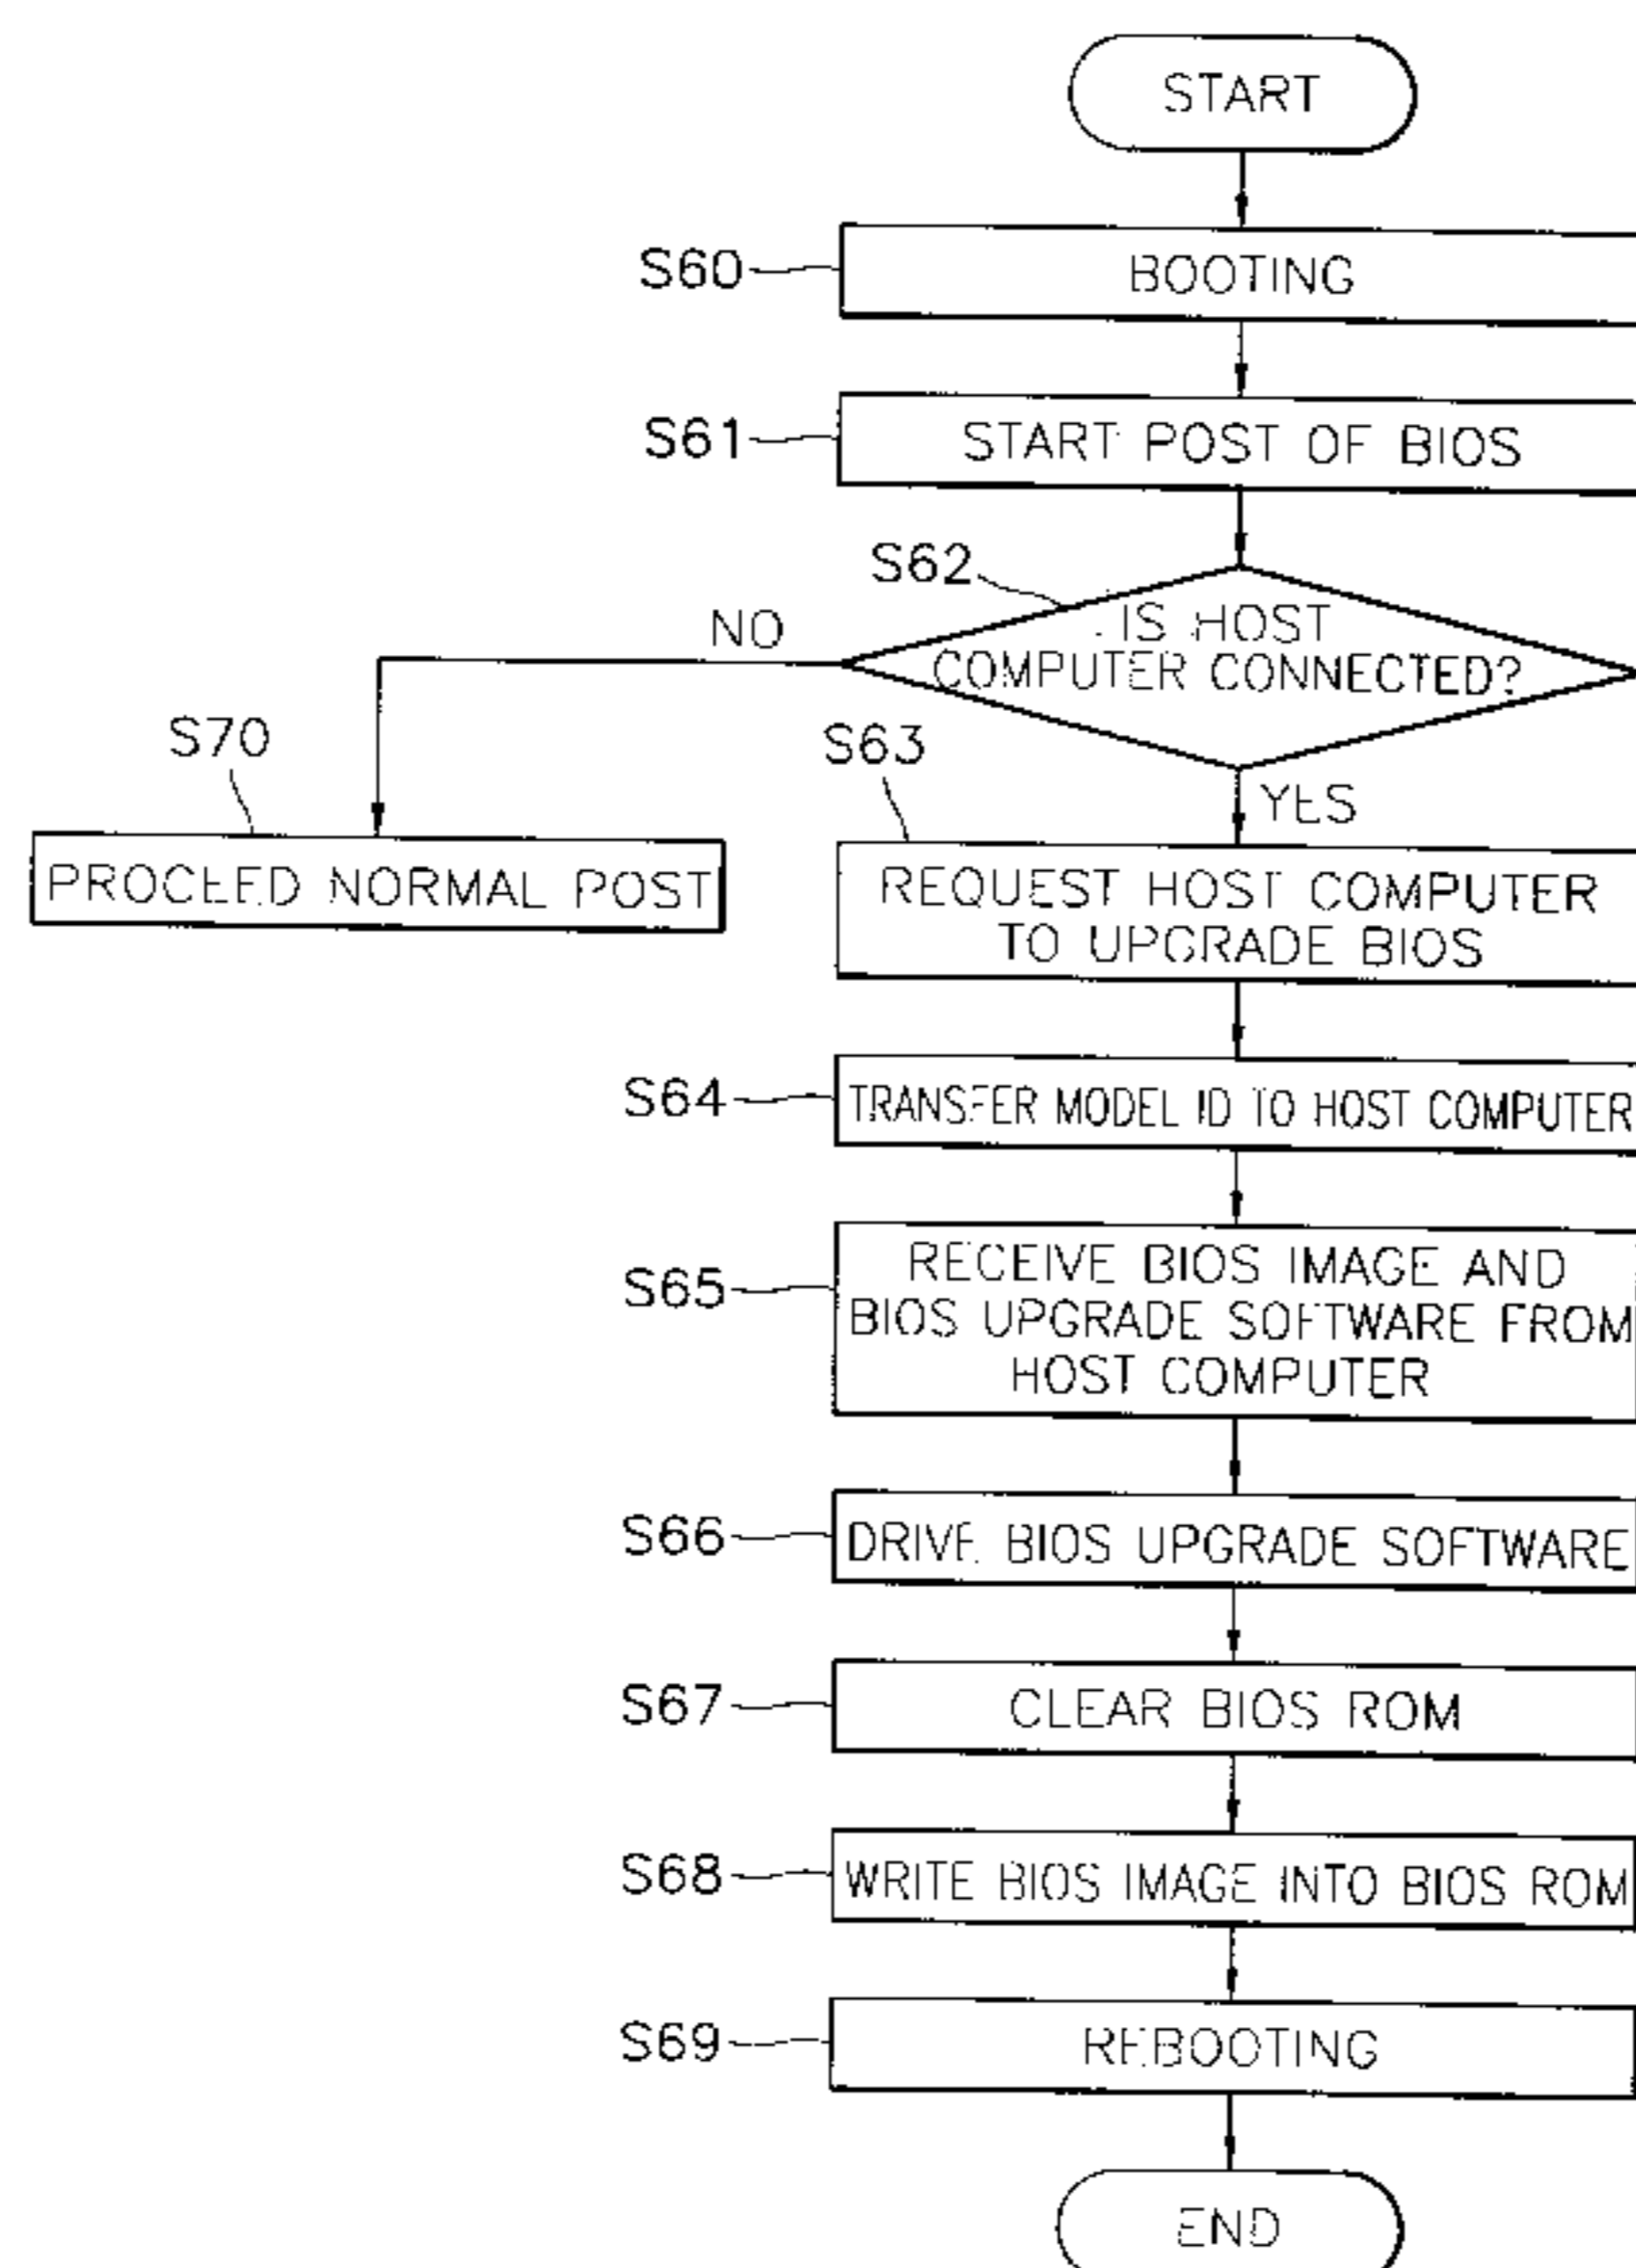 START
S60
BOOTING
S61
START POST OF BIOS
S62
IS HOST
COMPUTER CONNECTED?
NO
YES
S70
PROCEED NORMAL POST
S63
REQUEST HOST COMPUTER
TO UPGRADE BIOS
S64
TRANSFER MODEL ID TO HOST COMPUTER
S65
RECEIVE BIOS IMAGE AND
BIOS UPGRADE SOFTWARE FROM
HOST COMPUTER
S66
DRIVE BIOS UPGRADE SOFTWARE
S67
CLEAR BIOS ROM
S68
WRITE BIOS IMAGE INTO BIOS ROM
S69
REBOOTING
END